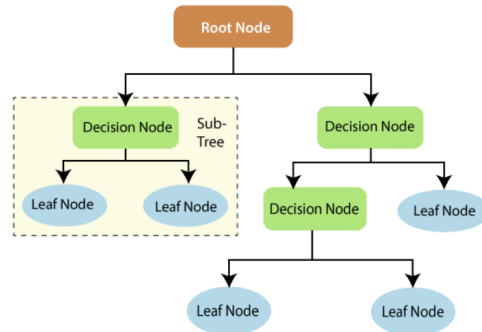 Root Node
Decision Node
Sub-
Tree
Decision Node
Leaf Node
Leaf Node
Decision Node
Leaf Node
Leaf Node
Leaf Node